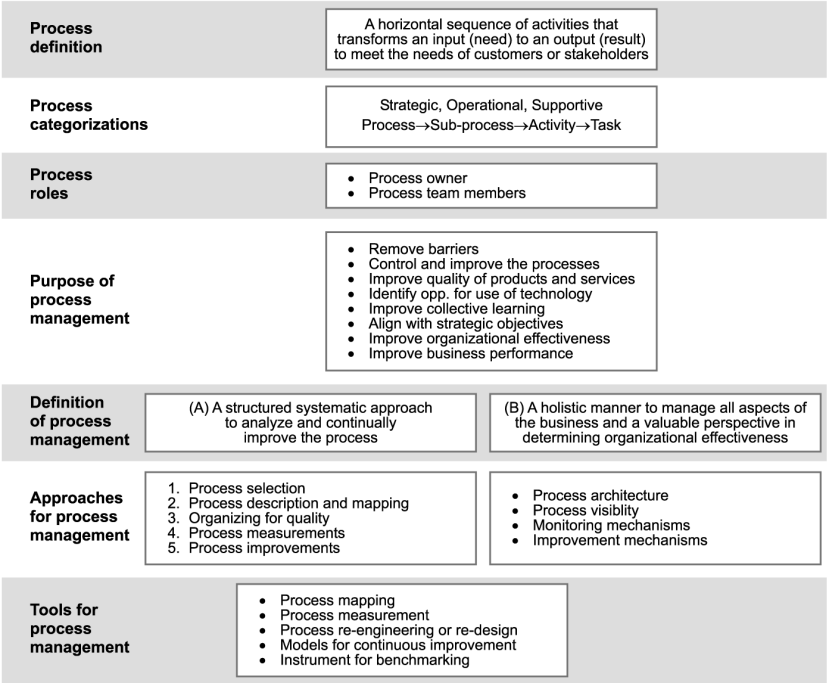 Process
definition
A horizontal sequence of activities that
transforms an input (need) to an output (result)
to meet the needs of customers or stakeholders
Process
categorizations
Strategic, Operational, Supportive
Process→Sub-process→Activity→Task
Process
roles
• Process owner
• Process team members
Purpose of
process
management
• Remove barriers
• Control and improve the processes
• Improve quality of products and services
• Identify opp. for use of technology
• Improve collective learning
• Align with strategic objectives
• Improve organizational effectiveness
• Improve business performance
Definition
of process
management
(A) A structured systematic approach
to analyze and continually
improve the process
(B) A holistic manner to manage all aspects of
the business and a valuable perspective in
determining organizational effectiveness
Approaches
for process
management
1. Process selection
2. Process description and mapping
3. Organizing for quality
4. Process measurements
5. Process improvements
• Process architecture
• Process visiblity
• Monitoring mechanisms
• Improvement mechanisms
Tools for
process
management
• Process mapping
• Process measurement
• Process re-engineering or re-design
• Models for continuous improvement
• Instrument for benchmarking